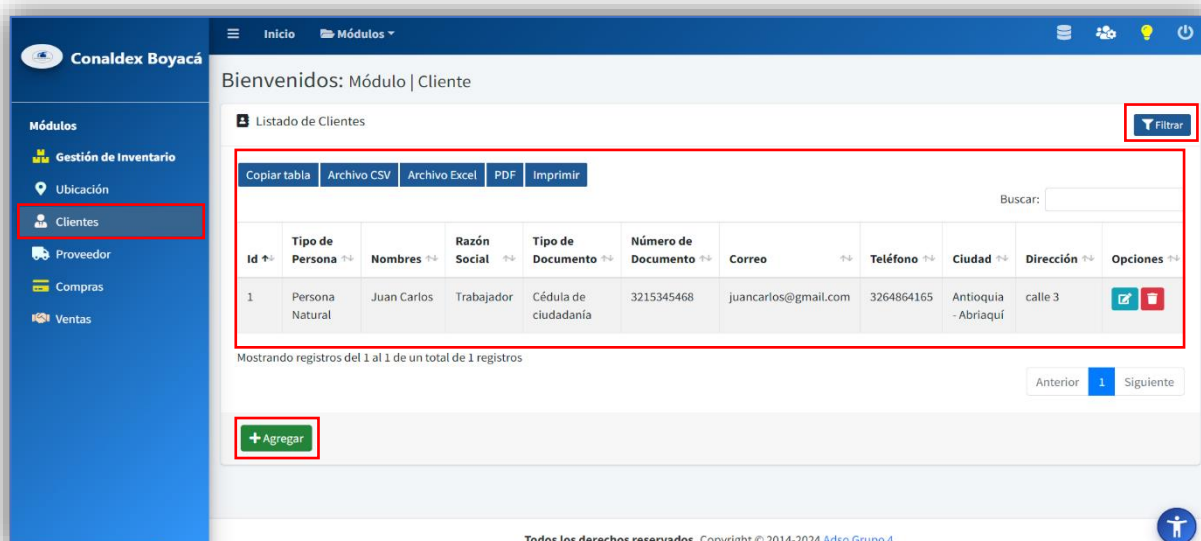 Conaldex Boyacá
Inicio Módulos
Bienvenidos: Módulo | Cliente
Módulos
Gestión de Inventario
Ubicación
Clientes
Proveedor
Compras
Ventas
Listado de Clientes
Filtrar
Copiar tabla Archivo CSV Archivo Excel PDF Imprimir
Buscar:
Id Tipo de Persona Nombres Razón Social Tipo de Documento Número de Documento Correo Teléfono Ciudad Dirección Opciones
1 Persona Natural Juan Carlos Trabajador Cédula de ciudadanía 3215345468 juancarlos@gmail.com 3264864165 Antioquia - Abriaquí calle 3
Mostrando registros del 1 al 1 de un total de 1 registros
Anterior 1 Siguiente
Agregar
Todos los derechos reservados. Copyright © 2014-2024 Adso Grupo 4